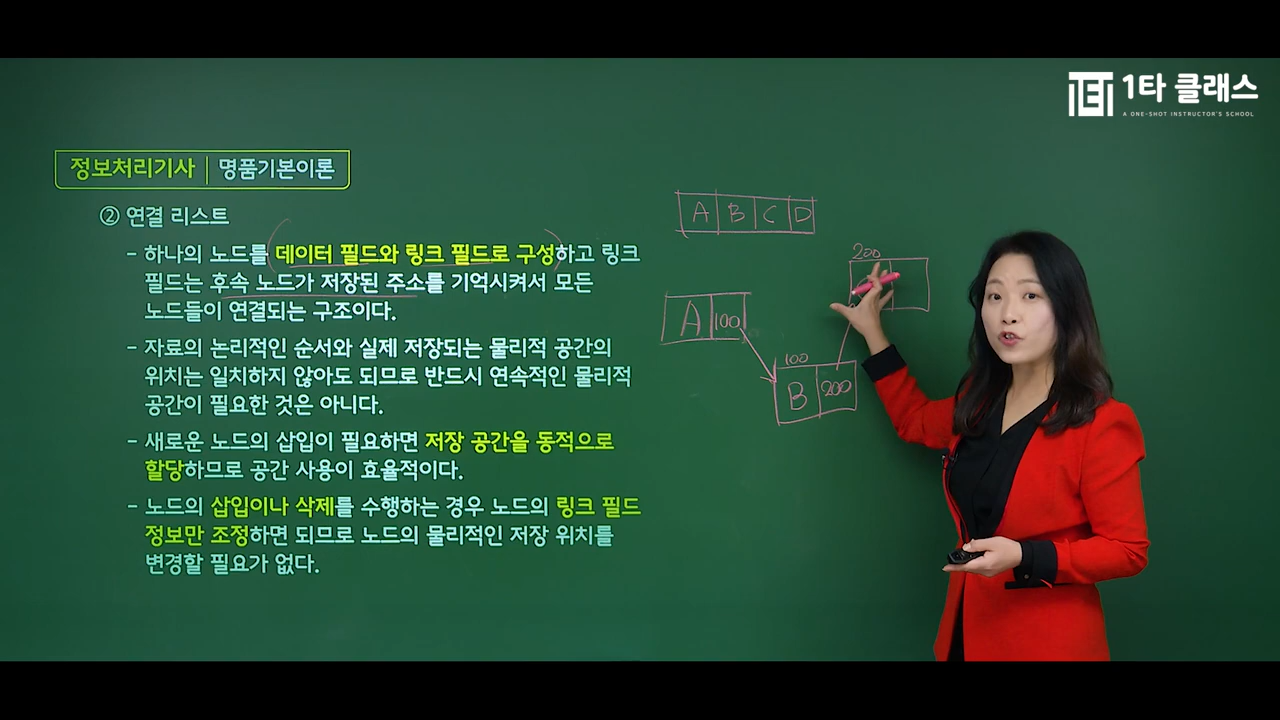 1타 클래스
A ONE-SHOT INSTRUCTOR'S SCHOOL
정보처리기사 | 명품기본이론
② 연결 리스트
- 하나의 노드를 데이터 필드와 링크 필드로 구성하고 링크
필드는 후속 노드가 저장된 주소를 기억시켜서 모든
노드들이 연결되는 구조이다.
- 자료의 논리적인 순서와 실제 저장되는 물리적 공간의
위치는 일치하지 않아도 되므로 반드시 연속적인 물리적
공간이 필요한 것은 아니다.
- 새로운 노드의 삽입이 필요하면 저장 공간을 동적으로
할당하므로 공간 사용이 효율적이다.
- 노드의 삽입이나 삭제를 수행하는 경우 노드의 링크 필드
정보만 조정하면 되므로 노드의 물리적인 저장 위치를
변경할 필요가 없다.
A B C D
200
A 100
100
B 200